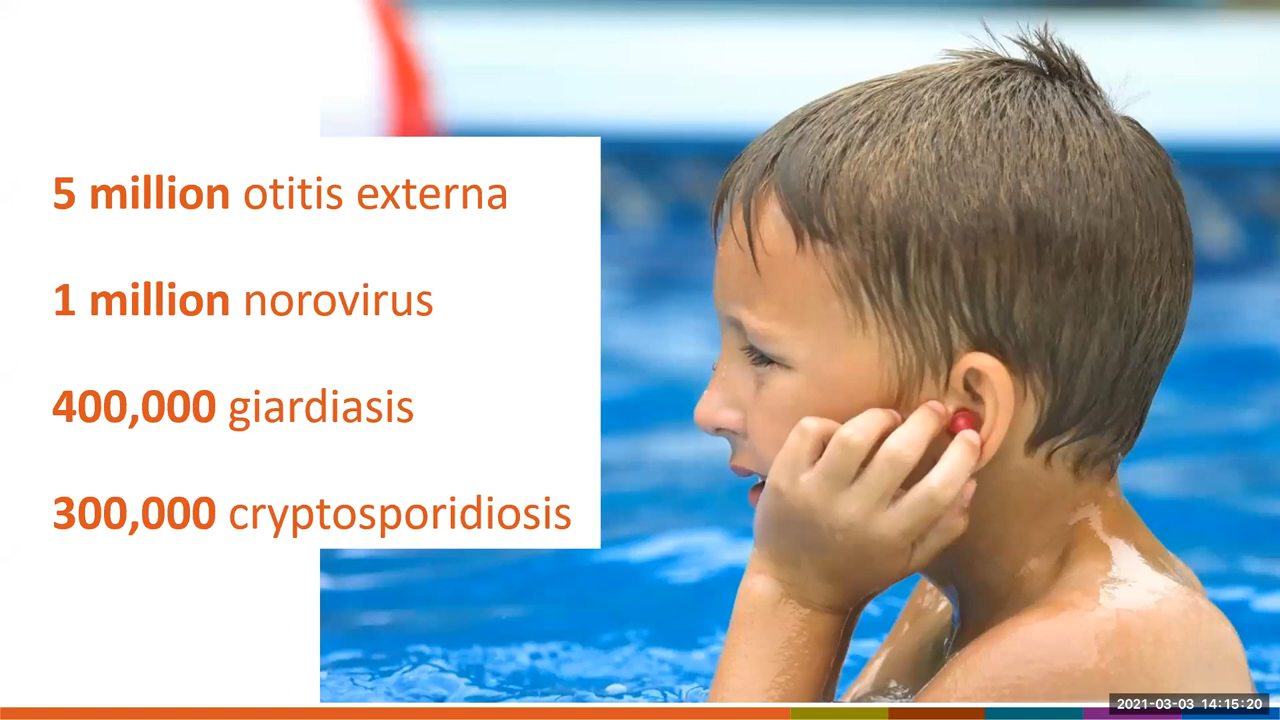 5 million otitis externa
1 million norovirus
400,000 giardiasis
300,000 cryptosporidiosis
2021-03-03 14:15:20